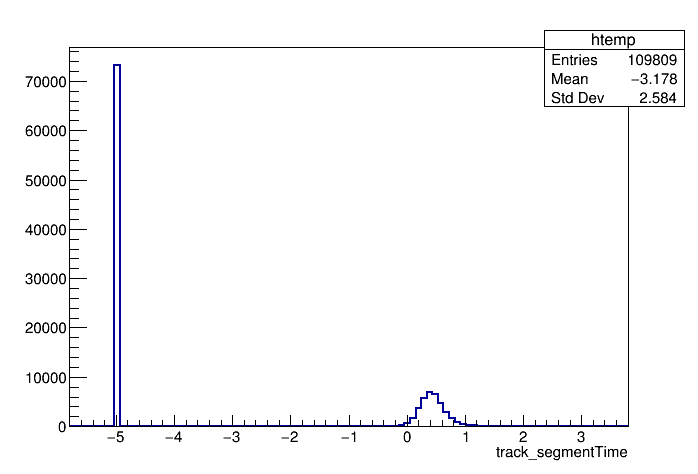 htemp
Entries 109809
Mean −3.178
Std Dev 2.584
70000
60000
50000
40000
30000
20000
10000
0
−5 −4 −3 −2 −1 0 1 2 3
track_segmentTime